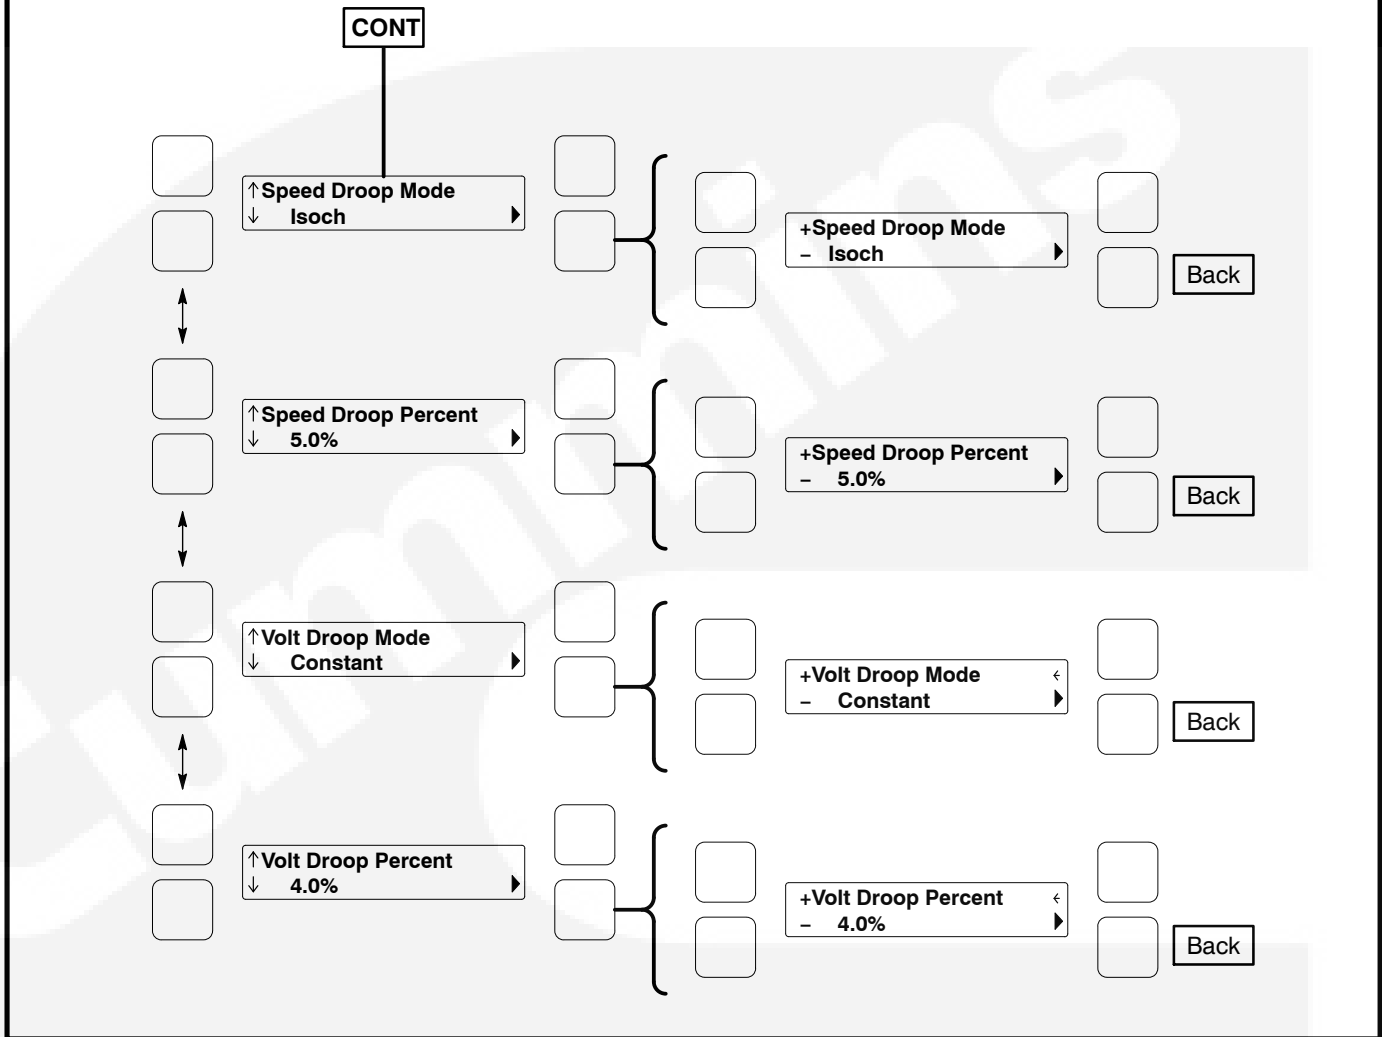 CONT
↑Speed Droop Mode
↓ Isoch
+Speed Droop Mode
– Isoch
Back
↑Speed Droop Percent
↓ 5.0%
+Speed Droop Percent
– 5.0%
Back
↑Volt Droop Mode
↓ Constant
+Volt Droop Mode ←
– Constant
Back
↑Volt Droop Percent
↓ 4.0%
+Volt Droop Percent ←
– 4.0%
Back
Cummins